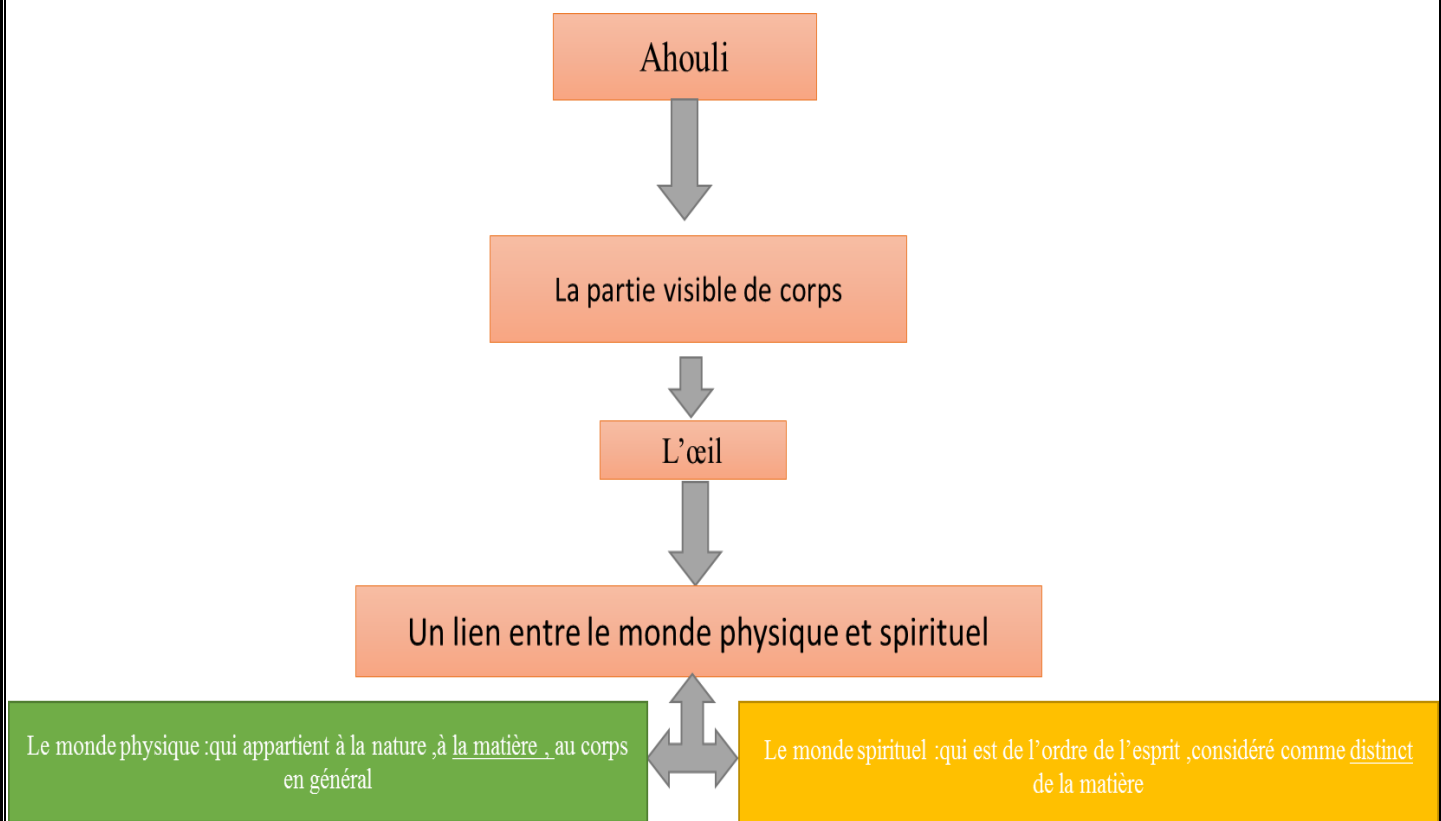 Ahouli
La partie visible de corps
L’œil
Un lien entre le monde physique et spirituel
Le monde physique :qui appartient à la nature ,à la matière , au corps
en général
Le monde spirituel :qui est de l’ordre de l’esprit ,considéré comme distinct
de la matière